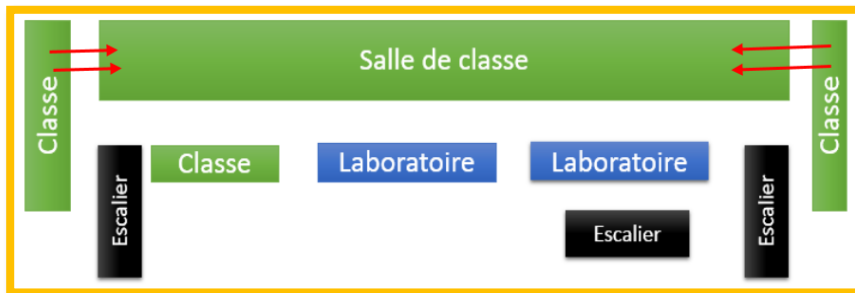 Salle de classe
Classe
Classe
Classe
Laboratoire
Laboratoire
Escalier
Escalier
Escalier